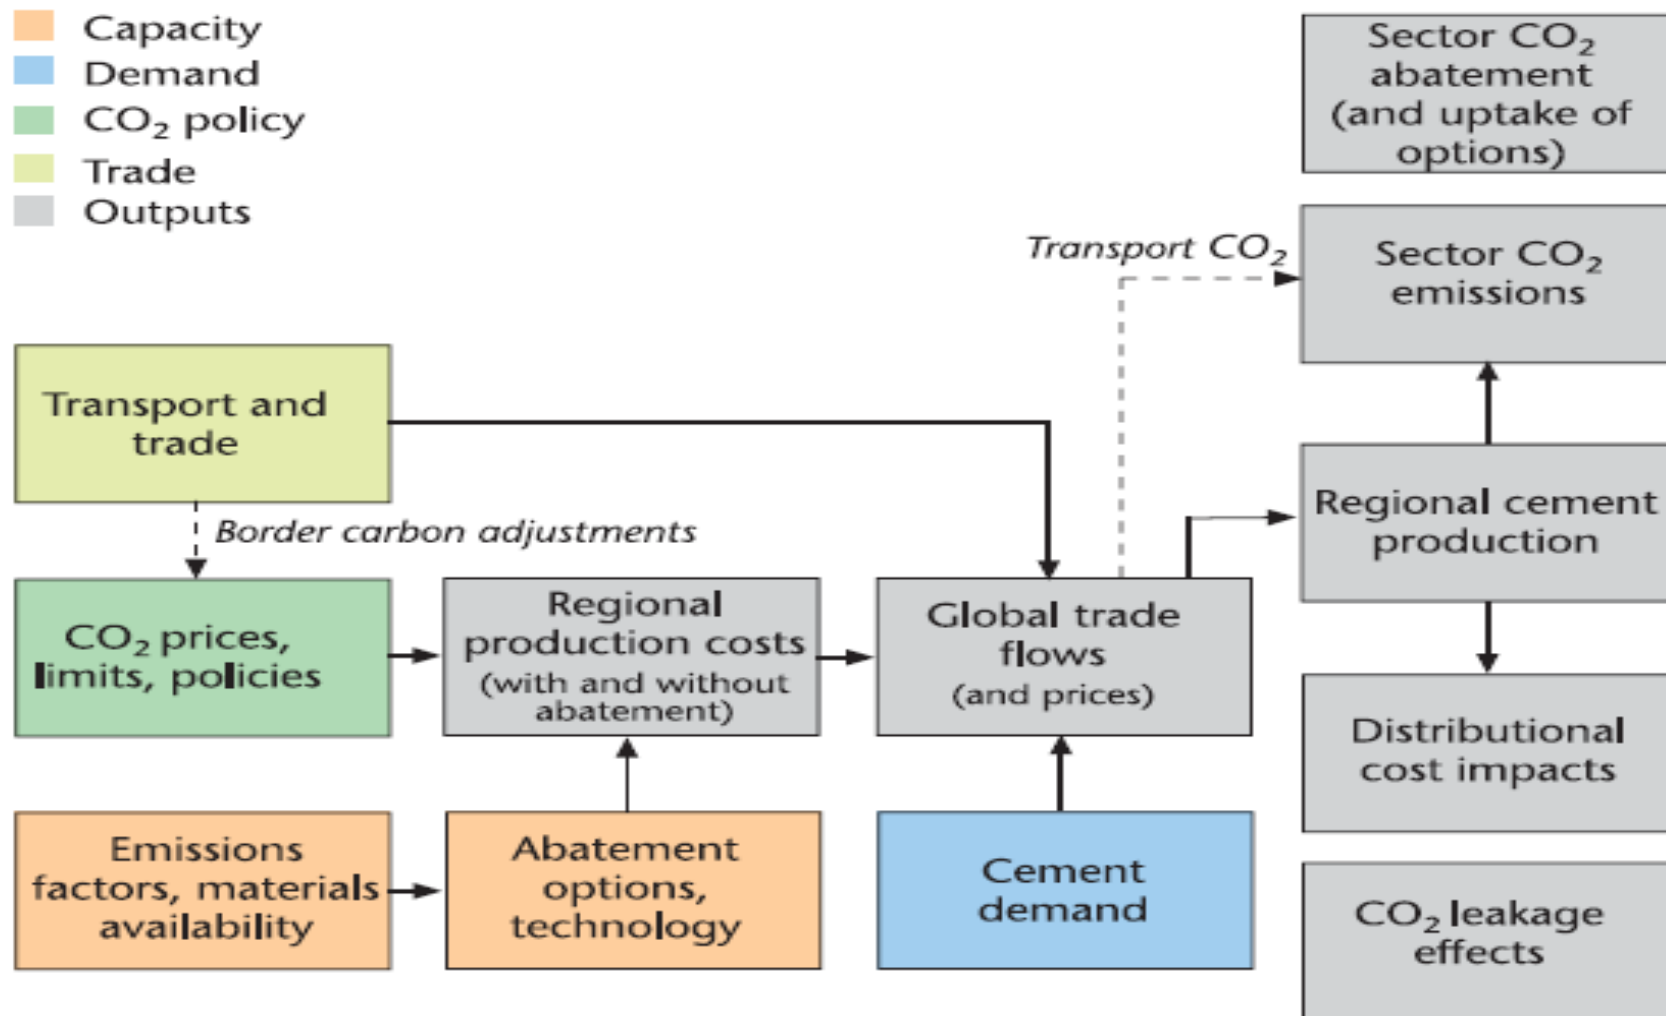 Capacity
Demand
CO₂ policy
Trade
Outputs
Sector CO₂
abatement
(and uptake of
options)
Transport CO₂
Sector CO₂
emissions
Transport and
trade
Border carbon adjustments
Regional cement
production
CO₂ prices,
limits, policies
Regional
production costs
(with and without
abatement)
Global trade
flows
(and prices)
Distributional
cost impacts
Emissions
factors, materials
availability
Abatement
options,
technology
Cement
demand
CO₂ leakage
effects